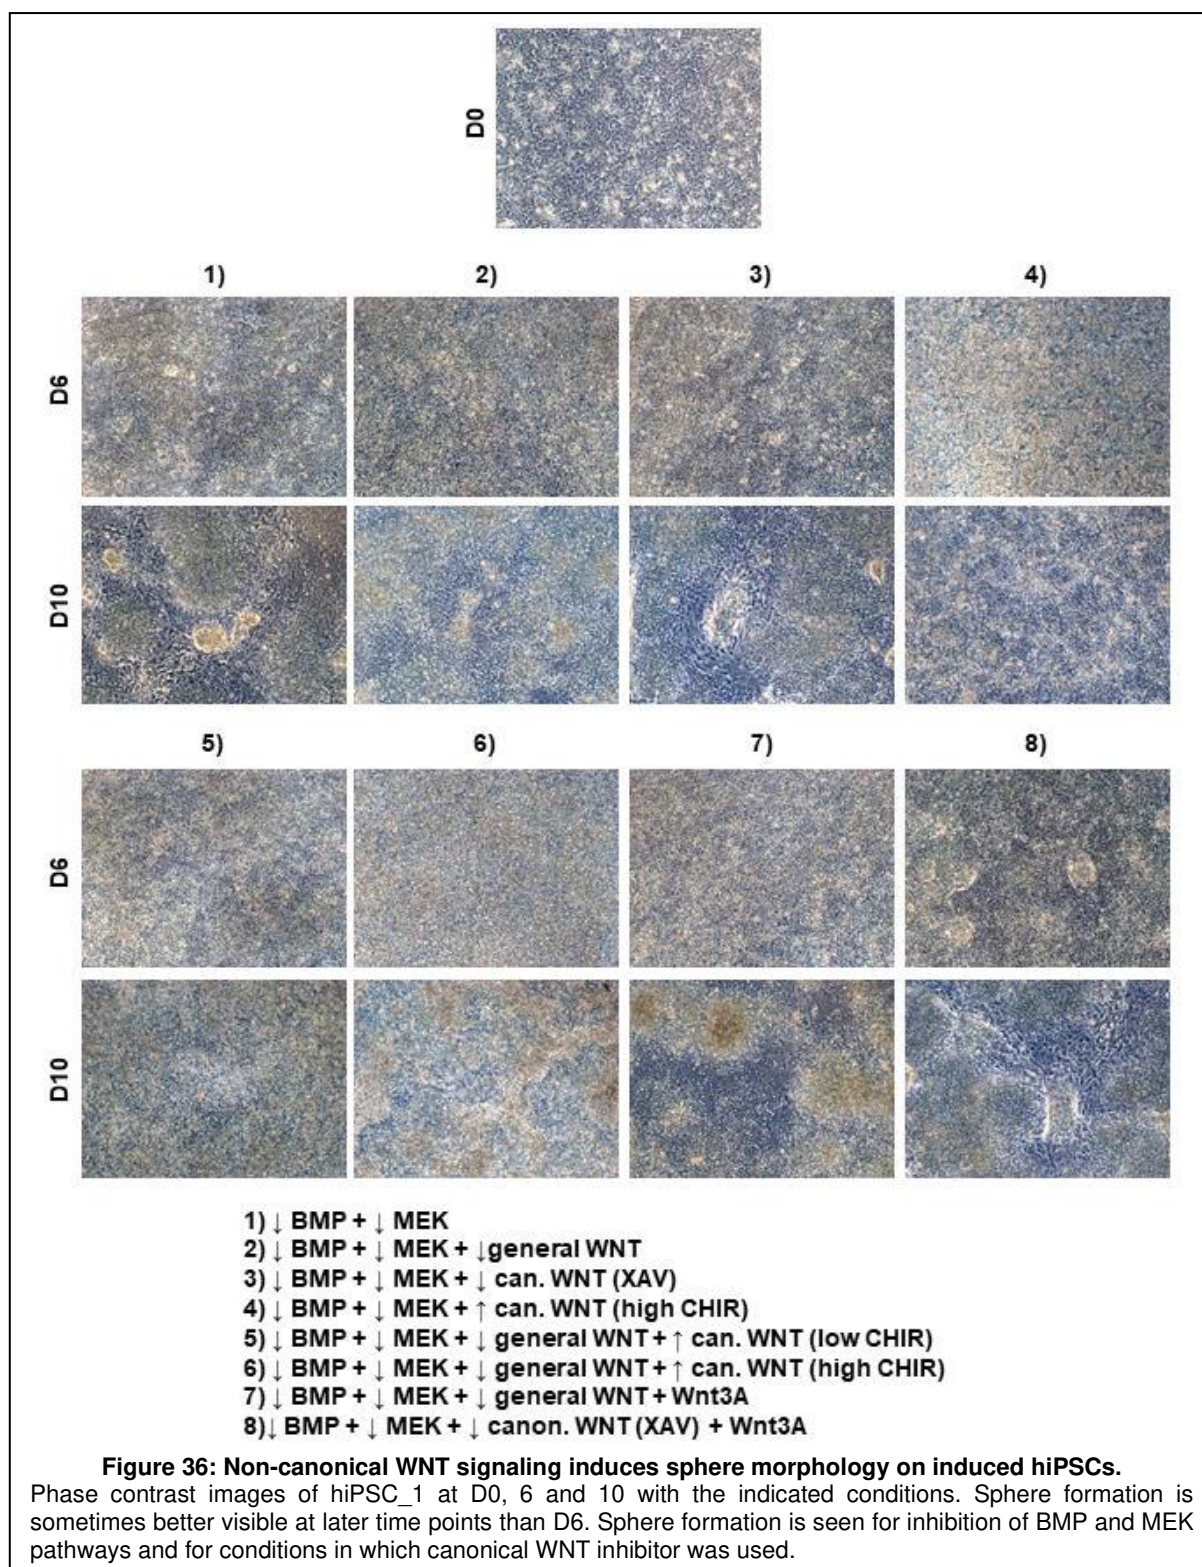 D0
1) 2) 3) 4)
D6
D10
5) 6) 7) 8)
D6
D10
1) ↓ BMP + ↓ MEK
2) ↓ BMP + ↓ MEK + ↓general WNT
3) ↓ BMP + ↓ MEK + ↓ can. WNT (XAV)
4) ↓ BMP + ↓ MEK + ↑ can. WNT (high CHIR)
5) ↓ BMP + ↓ MEK + ↓ general WNT + ↑ can. WNT (low CHIR)
6) ↓ BMP + ↓ MEK + ↓ general WNT + ↑ can. WNT (high CHIR)
7) ↓ BMP + ↓ MEK + ↓ general WNT + Wnt3A
8)↓ BMP + ↓ MEK + ↓ canon. WNT (XAV) + Wnt3A
Figure 36: Non-canonical WNT signaling induces sphere morphology on induced hiPSCs.
Phase contrast images of hiPSC_1 at D0, 6 and 10 with the indicated conditions. Sphere formation is
sometimes better visible at later time points than D6. Sphere formation is seen for inhibition of BMP and MEK
pathways and for conditions in which canonical WNT inhibitor was used.